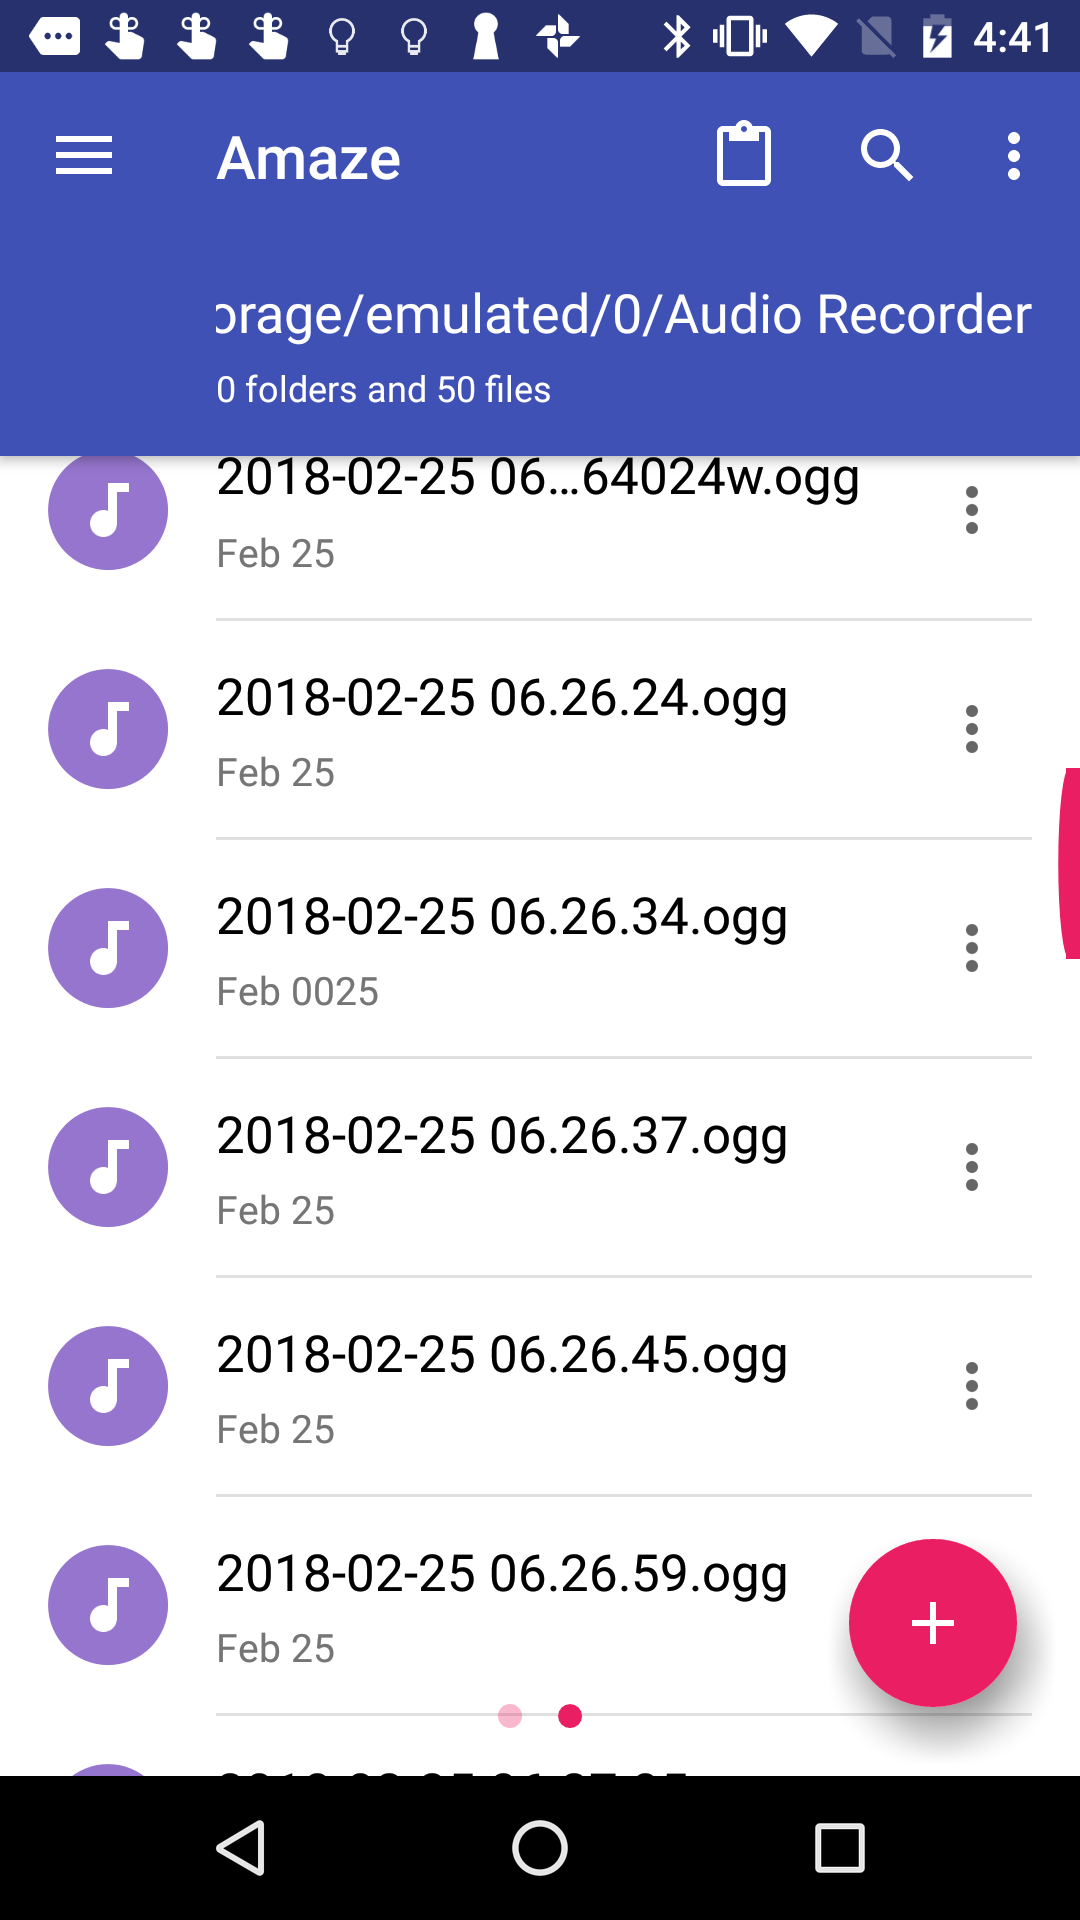 4:41
Amaze
orage/emulated/0/Audio Recorder
0 folders and 50 files
2018-02-25 06...64024w.ogg
Feb 25
2018-02-25 06.26.24.ogg
Feb 25
2018-02-25 06.26.34.ogg
Feb 0025
2018-02-25 06.26.37.ogg
Feb 25
2018-02-25 06.26.45.ogg
Feb 25
2018-02-25 06.26.59.ogg
Feb 25